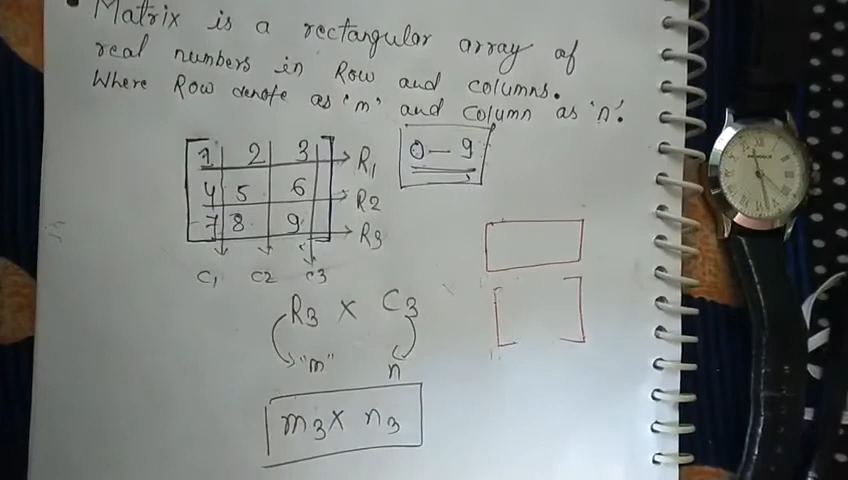 Matrix is a rectangular array of
real numbers in Row and columns.
Where Row denote as 'm' and column as 'n'.
1 2 3 → R1
0 — 9
4 5 6 → R2
7 8 9 → R3
C1 C2 C3
R3 × C3
"m" n
m3 × n3